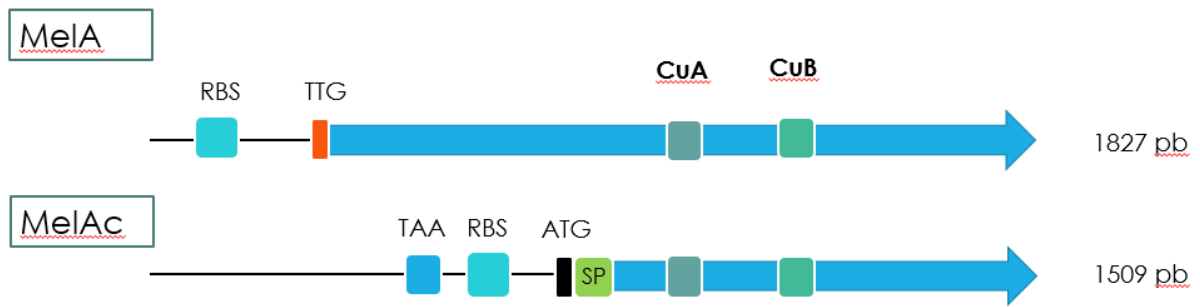 MelA
RBS TTG CuA CuB
1827 pb
MelAc
TAA RBS ATG
SP
1509 pb